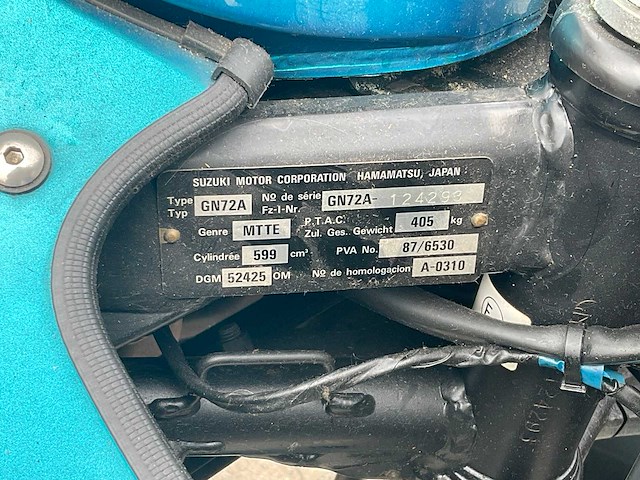 SUZUKI MOTOR CORPORATION HAMAMATSU, JAPAN
Type Typ GN72A Nº de série Fz-I-Nr. GN72A-124293
Genre MTTE P.T.A.C. Zul. Ges. Gewicht 405 kg
Cylindrée 599 cm³ PVA No. 87/6530
DGM 52425 OM Nº de homologacion A-0310